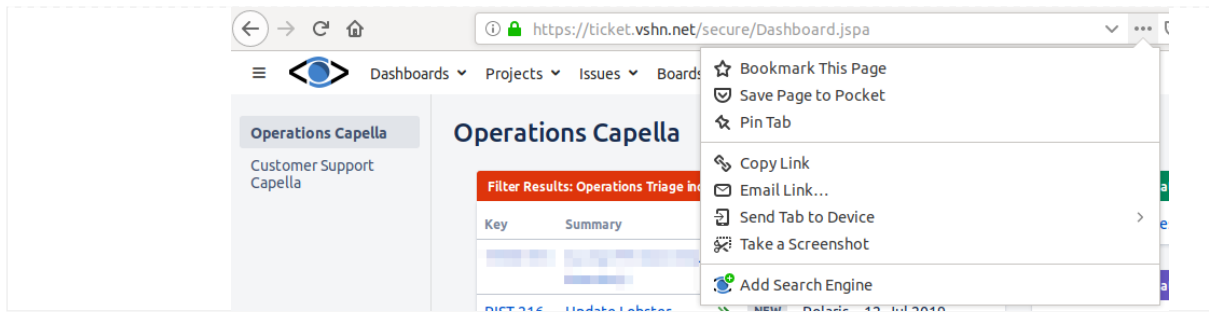 https://ticket.vshn.net/secure/Dashboard.jspa
Dashboards Projects Issues Boards
Bookmark This Page
Save Page to Pocket
Pin Tab
Copy Link
Email Link...
Send Tab to Device
Take a Screenshot
Add Search Engine
Operations Capella
Customer Support
Capella
Operations Capella
Filter Results: Operations Triage
Key Summary
NEW